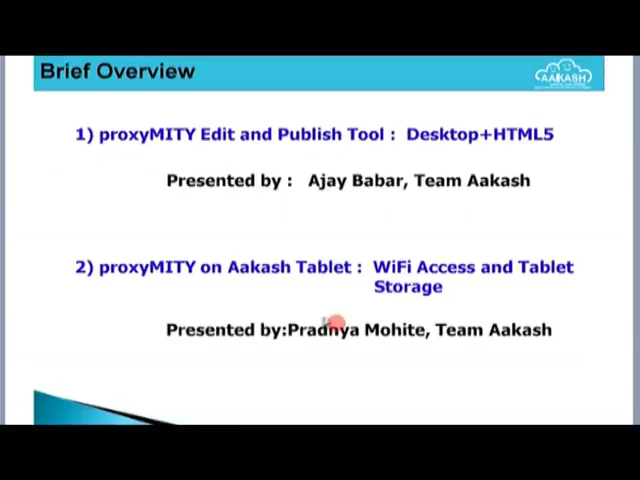 Brief Overview
AAKASH
1) proxyMITY Edit and Publish Tool : Desktop+HTML5
Presented by : Ajay Babar, Team Aakash
2) proxyMITY on Aakash Tablet : WiFi Access and Tablet
Storage
Presented by:Pradhya Mohite, Team Aakash